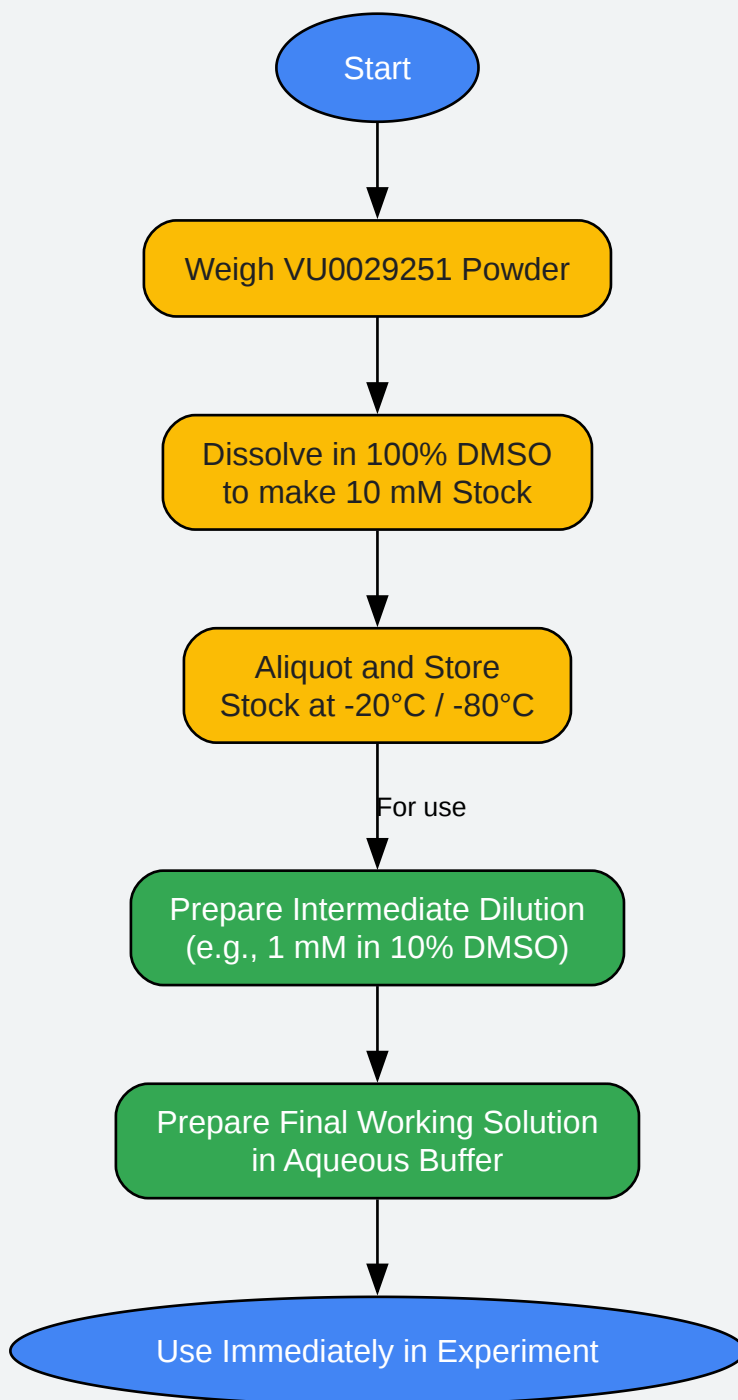 Start
Weigh VU0029251 Powder
Dissolve in 100% DMSO
to make 10 mM Stock
Aliquot and Store
Stock at -20°C / -80°C
For use
Prepare Intermediate Dilution
(e.g., 1 mM in 10% DMSO)
Prepare Final Working Solution
in Aqueous Buffer
Use Immediately in Experiment